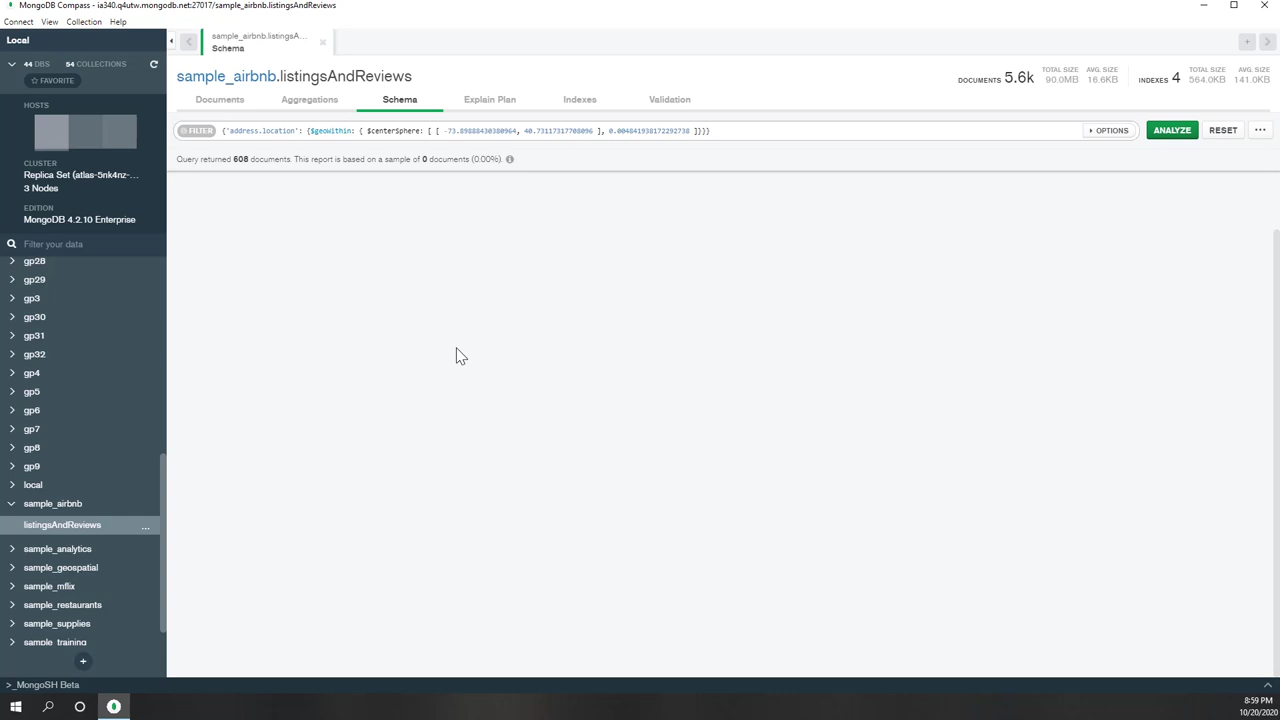 MongoDB Compass - ia340.q4utw.mongodb.net:27017/sample_airbnb.listingsAndReviews
Connect View Collection Help
Local
sample_airbnb.listingsA...
Schema
44 DBS 54 COLLECTIONS
FAVORITE
sample_airbnb.listingsAndReviews
DOCUMENTS 5.6k TOTAL SIZE 90.0MB AVG. SIZE 16.6KB INDEXES 4 TOTAL SIZE 564.0KB AVG. SIZE 141.0KB
Documents Aggregations Schema Explain Plan Indexes Validation
HOSTS
FILTER {'address.location': {$geoWithin: { $centerSphere: [ [ -73.89888430380964, 40.73117317708096 ], 0.004841938172292738 ]}}} OPTIONS ANALYZE RESET ...
Query returned 608 documents. This report is based on a sample of 0 documents (0.00%).
CLUSTER
Replica Set (atlas-5nk4nz-...
3 Nodes
EDITION
MongoDB 4.2.10 Enterprise
Filter your data
gp28
gp29
gp3
gp30
gp31
gp32
gp4
gp5
gp6
gp7
gp8
gp9
local
sample_airbnb
listingsAndReviews ...
sample_analytics
sample_geospatial
sample_mflix
sample_restaurants
sample_supplies
sample_training
>_MongoSH Beta
8:59 PM
10/20/2020